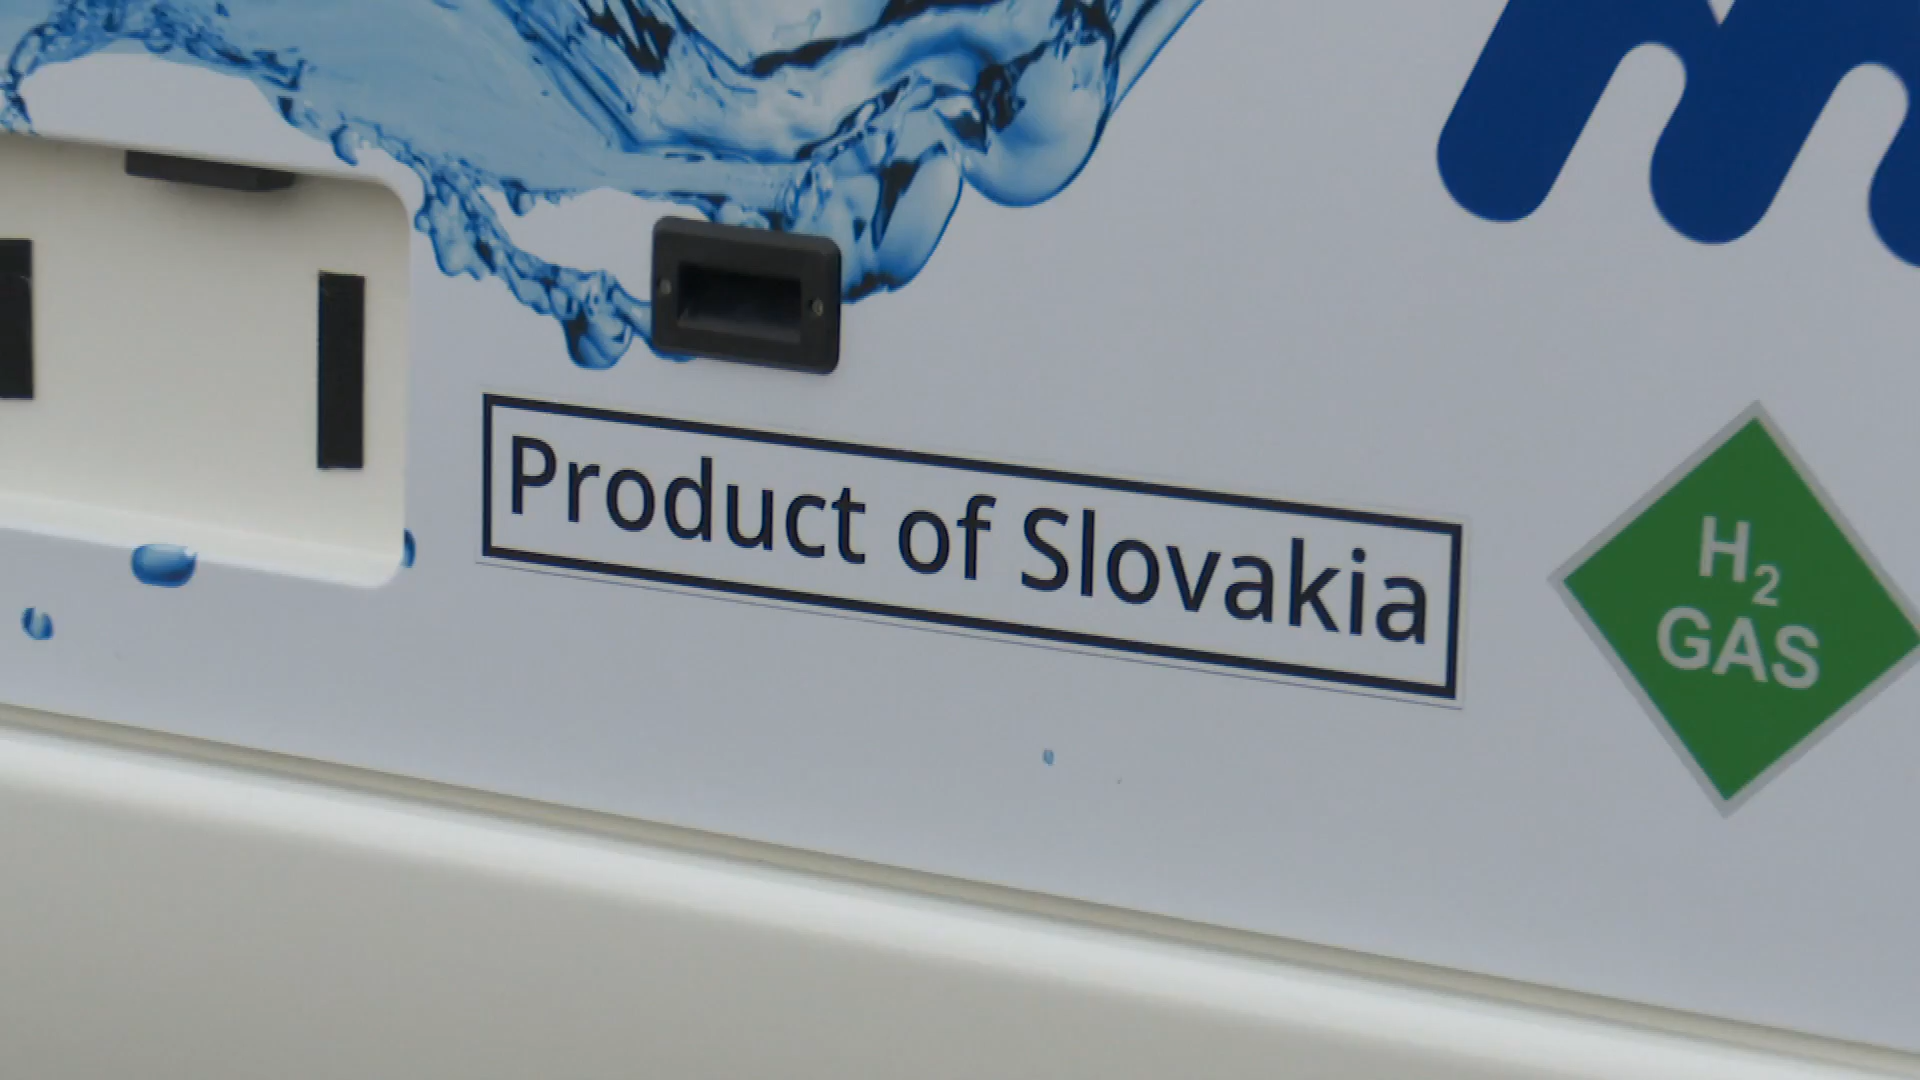 Product of Slovakia
H₂
GAS